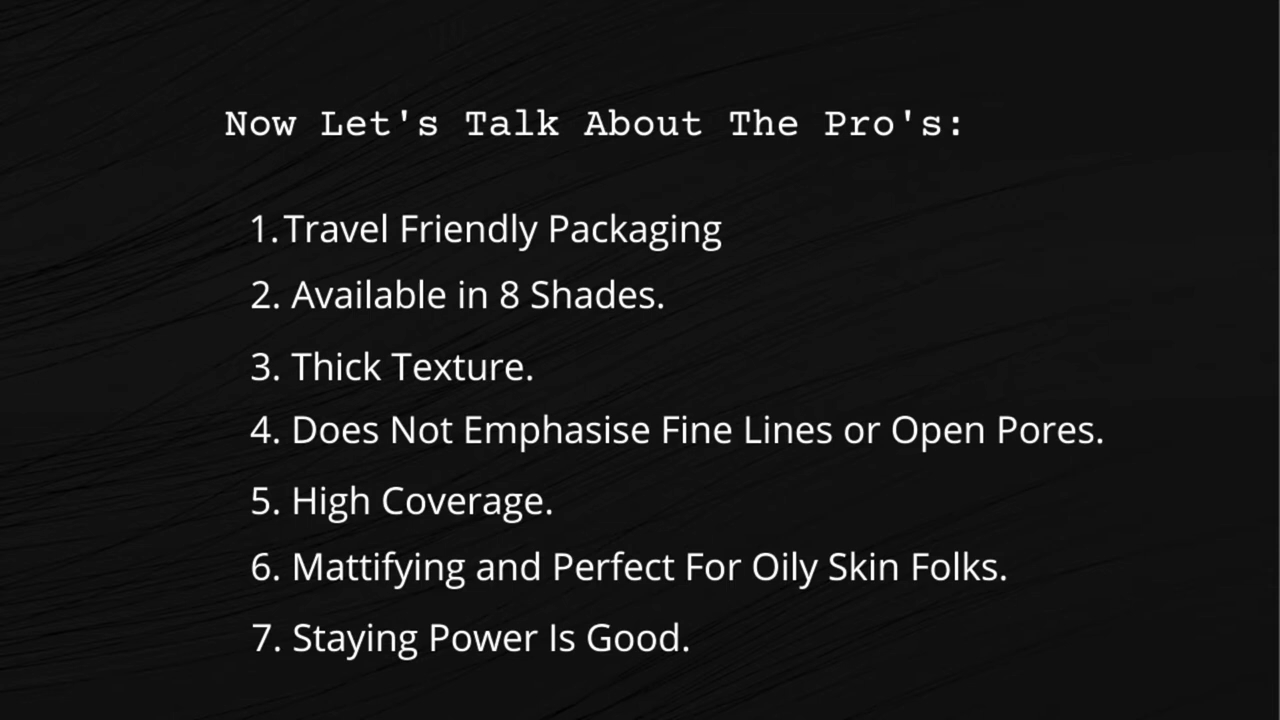 Now Let's Talk About The Pro's:
1. Travel Friendly Packaging
2. Available in 8 Shades.
3. Thick Texture.
4. Does Not Emphasise Fine Lines or Open Pores.
5. High Coverage.
6. Mattifying and Perfect For Oily Skin Folks.
7. Staying Power Is Good.